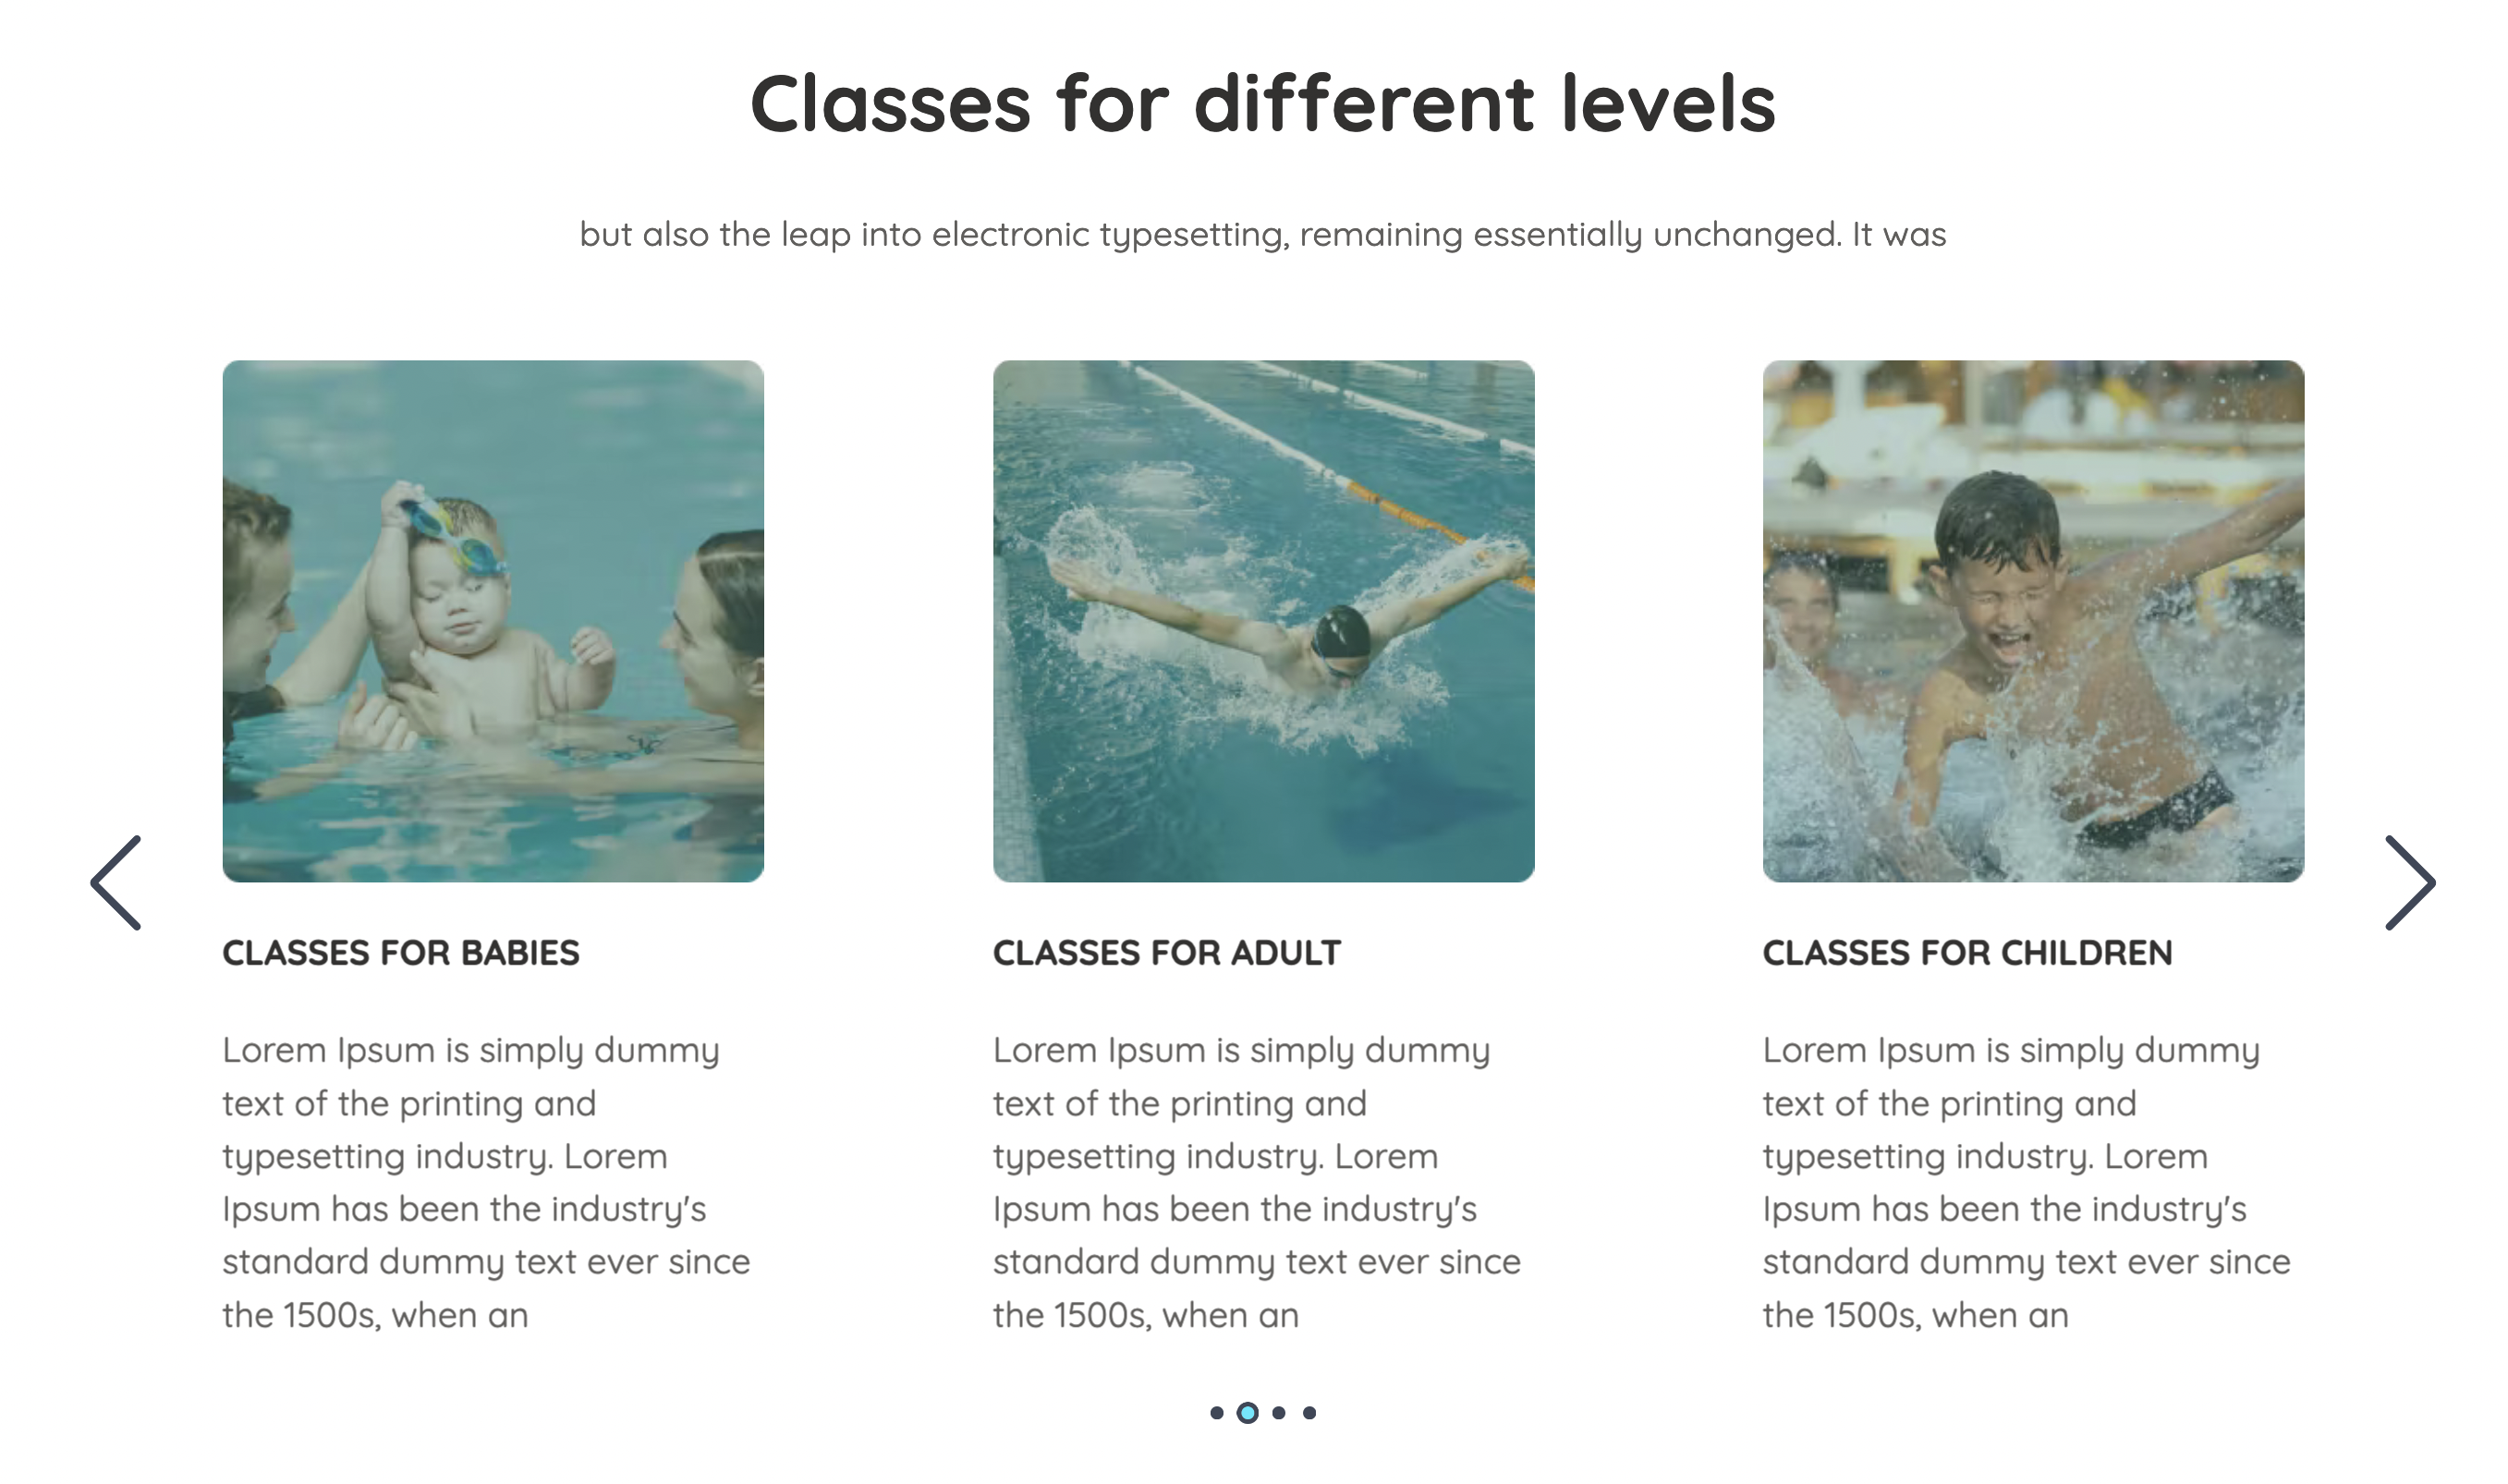 Classes for different levels
but also the leap into electronic typesetting, remaining essentially unchanged. It was
CLASSES FOR BABIES
Lorem Ipsum is simply dummy
text of the printing and
typesetting industry. Lorem
Ipsum has been the industry's
standard dummy text ever since
the 1500s, when an
CLASSES FOR ADULT
Lorem Ipsum is simply dummy
text of the printing and
typesetting industry. Lorem
Ipsum has been the industry's
standard dummy text ever since
the 1500s, when an
CLASSES FOR CHILDREN
Lorem Ipsum is simply dummy
text of the printing and
typesetting industry. Lorem
Ipsum has been the industry's
standard dummy text ever since
the 1500s, when an